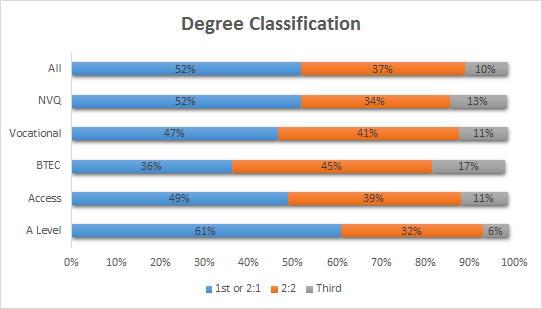 Degree Classification
All 52% 37% 10%
NVQ 52% 34% 13%
Vocational 47% 41% 11%
BTEC 36% 45% 17%
Access 49% 39% 11%
A Level 61% 32% 6%
0% 10% 20% 30% 40% 50% 60% 70% 80% 90% 100%
1st or 2:1 2:2 Third